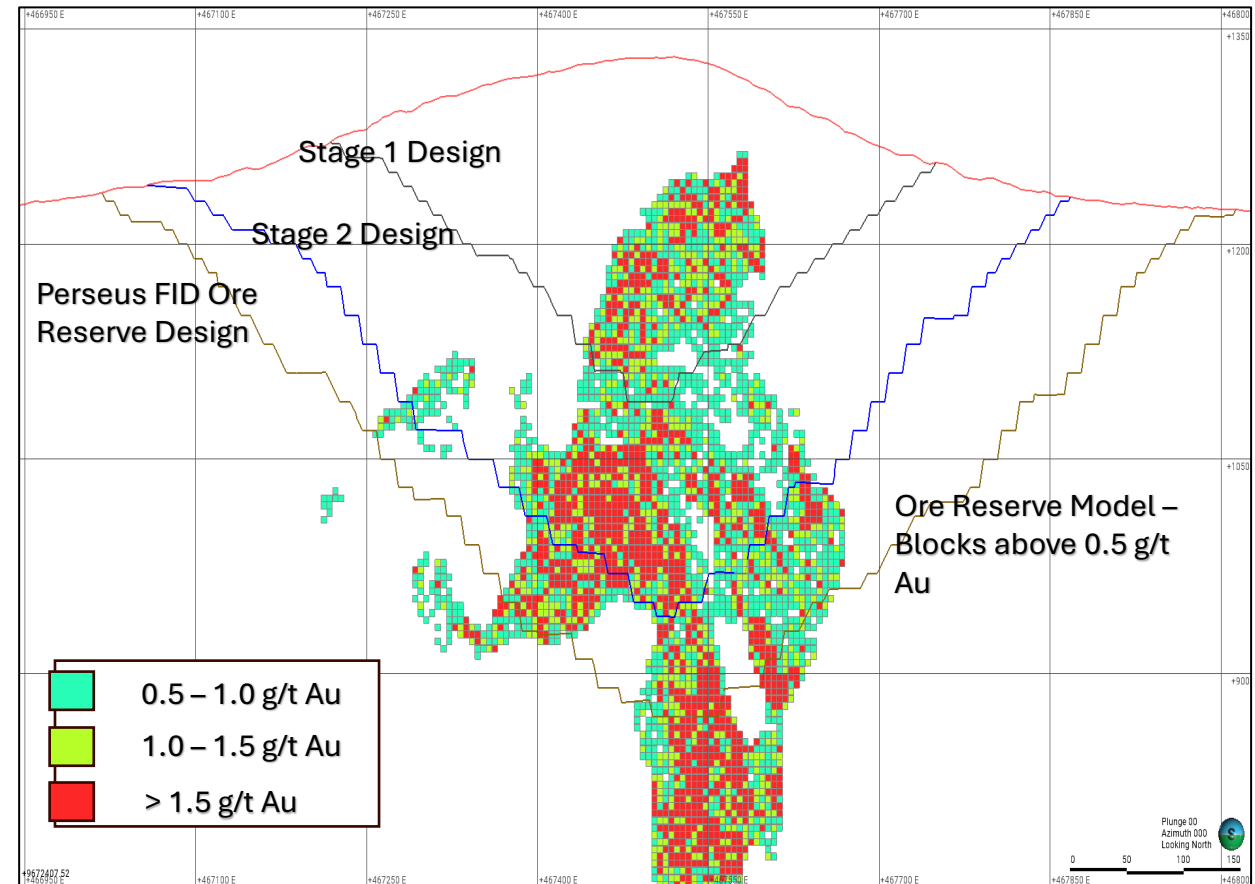 +466950 E
+467100 E
+467250 E
+467400 E
+467550 E
+467700 E
+467850 E
+46800
+1350
Stage 1 Design
Stage 2 Design
+1200
Perseus FID Ore
Reserve Design
+1050
Ore Reserve Model –
Blocks above 0.5 g/t
Au
+900
0.5 – 1.0 g/t Au
1.0 – 1.5 g/t Au
> 1.5 g/t Au
Plunge 00
Azimuth 000
Looking North
S
0 50 100 150
+9672407.52
+466950 E
+467100 E
+467250 E
+467400 E
+467550 E
+467700 E
+467850 E
+46800